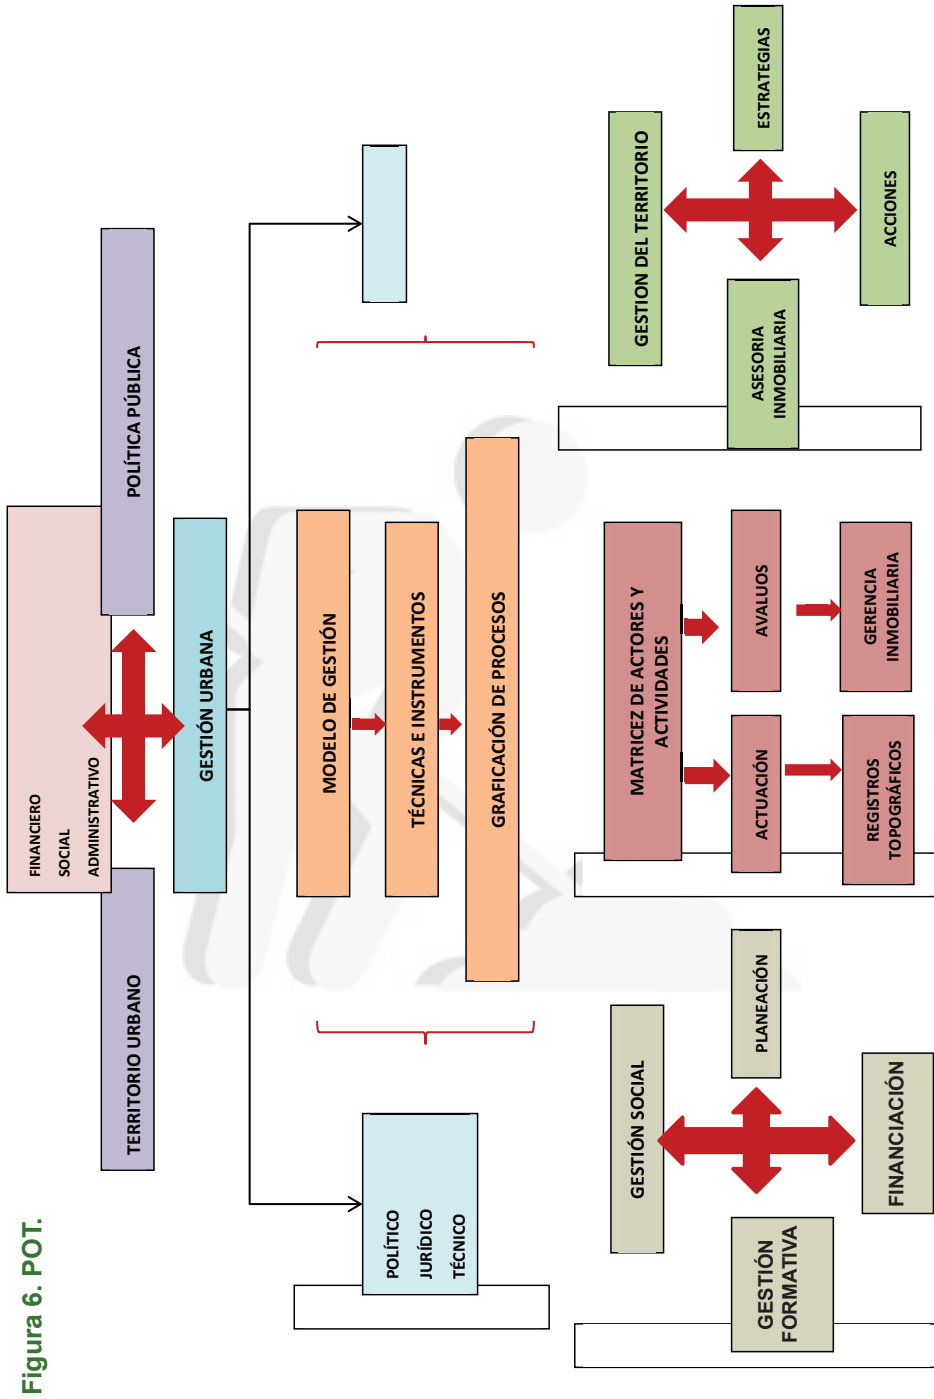 Figura 6. POT.
FINANCIERO
SOCIAL
ADMINISTRATIVO
TERRITORIO URBANO
POLÍTICA PÚBLICA
GESTIÓN URBANA
POLÍTICO
JURÍDICO
TÉCNICO
MODELO DE GESTIÓN
TÉCNICAS E INSTRUMENTOS
GRAFICACIÓN DE PROCESOS
GESTIÓN SOCIAL
GESTIÓN
FORMATIVA
PLANEACIÓN
FINANCIACIÓN
MATRICEZ DE ACTORES Y
ACTIVIDADES
ACTUACIÓN
AVALUOS
REGISTROS
TOPOGRÁFICOS
GERENCIA
INMOBILIARIA
GESTION DEL TERRITORIO
ASESORIA
INMOBILIARIA
ESTRATEGIAS
ACCIONES